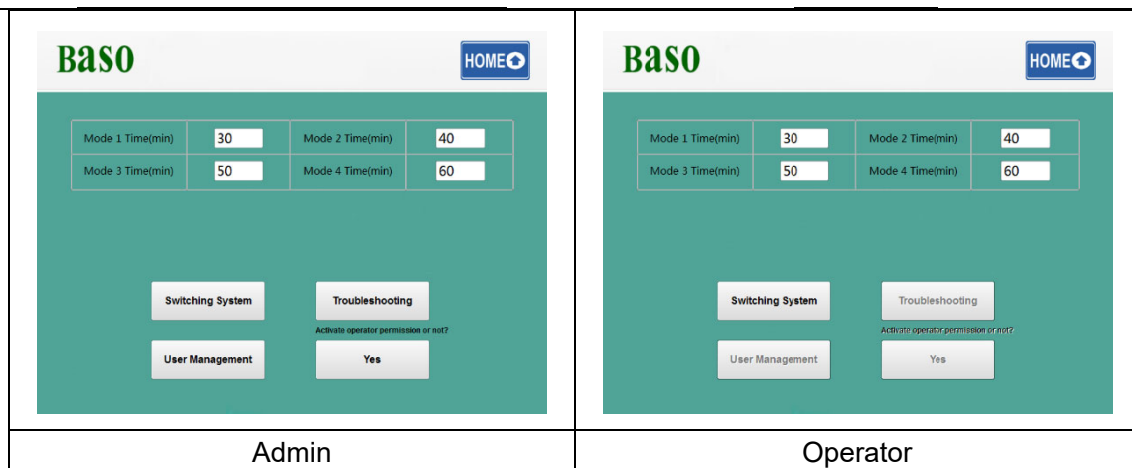 Baso
HOME
Mode 1 Time(min) 30 Mode 2 Time(min) 40
Mode 3 Time(min) 50 Mode 4 Time(min) 60
Switching System Troubleshooting
Activate operator permission or not?
User Management Yes
Admin
Baso
HOME
Mode 1 Time(min) 30 Mode 2 Time(min) 40
Mode 3 Time(min) 50 Mode 4 Time(min) 60
Switching System Troubleshooting
Activate operator permission or not?
User Management Yes
Operator